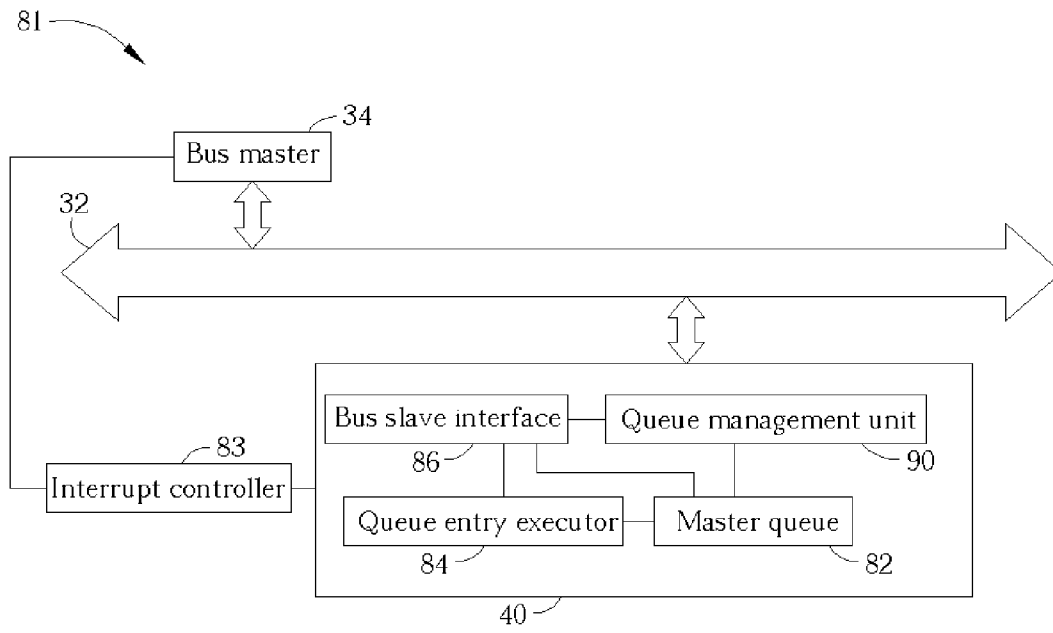 81
34
Bus master
32
Bus slave interface
Queue management unit
83
86
90
Interrupt controller
Queue entry executor
Master queue
84
82
40